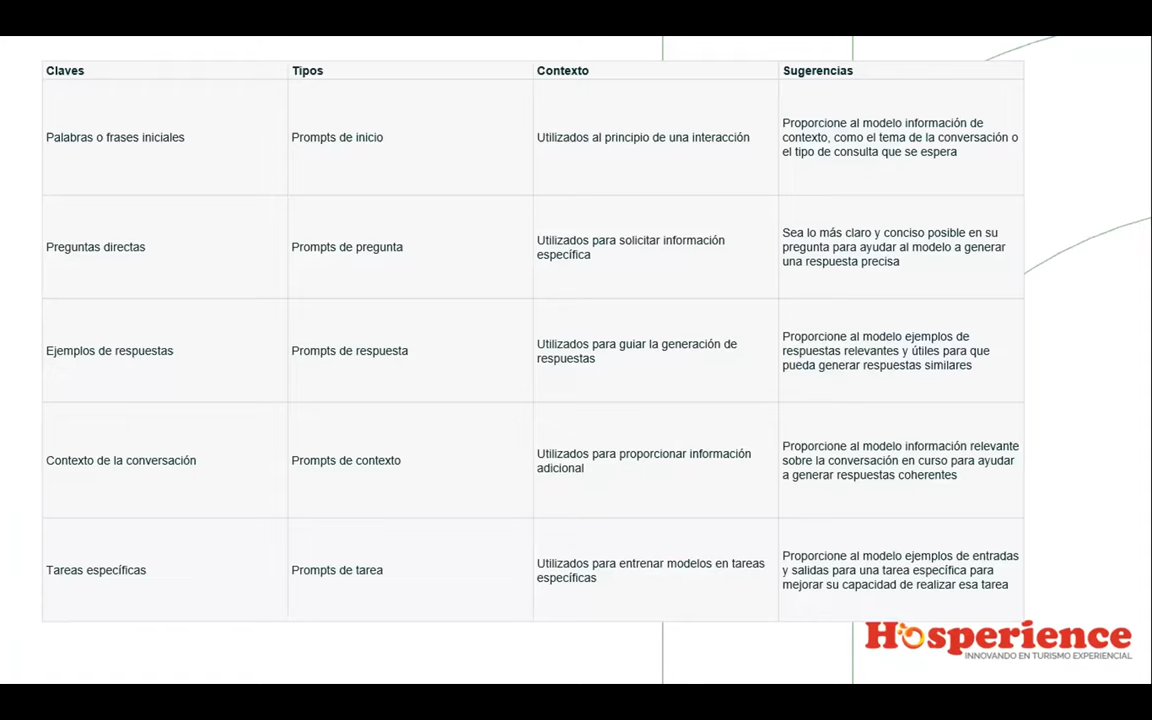 Claves
Tipos
Contexto
Sugerencias
Palabras o frases iniciales
Prompts de inicio
Utilizados al principio de una interacción
Proporcione al modelo información de
contexto, como el tema de la conversación o
el tipo de consulta que se espera
Preguntas directas
Prompts de pregunta
Utilizados para solicitar información
específica
Sea lo más claro y conciso posible en su
pregunta para ayudar al modelo a generar
una respuesta precisa
Ejemplos de respuestas
Prompts de respuesta
Utilizados para guiar la generación de
respuestas
Proporcione al modelo ejemplos de
respuestas relevantes y útiles para que
pueda generar respuestas similares
Contexto de la conversación
Prompts de contexto
Utilizados para proporcionar información
adicional
Proporcione al modelo información relevante
sobre la conversación en curso para ayudar
a generar respuestas coherentes
Tareas específicas
Prompts de tarea
Utilizados para entrenar modelos en tareas
específicas
Proporcione al modelo ejemplos de entradas
y salidas para una tarea específica para
mejorar su capacidad de realizar esa tarea
Hosperience
INNOVANDO EN TURISMO EXPERIENCIAL